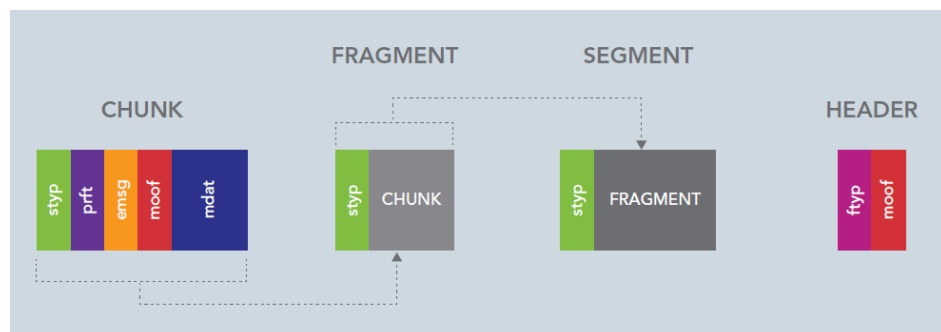 FRAGMENT
SEGMENT
CHUNK
HEADER
styp
prft
emsg
moof
mdat
styp
CHUNK
styp
FRAGMENT
ftyp
moof